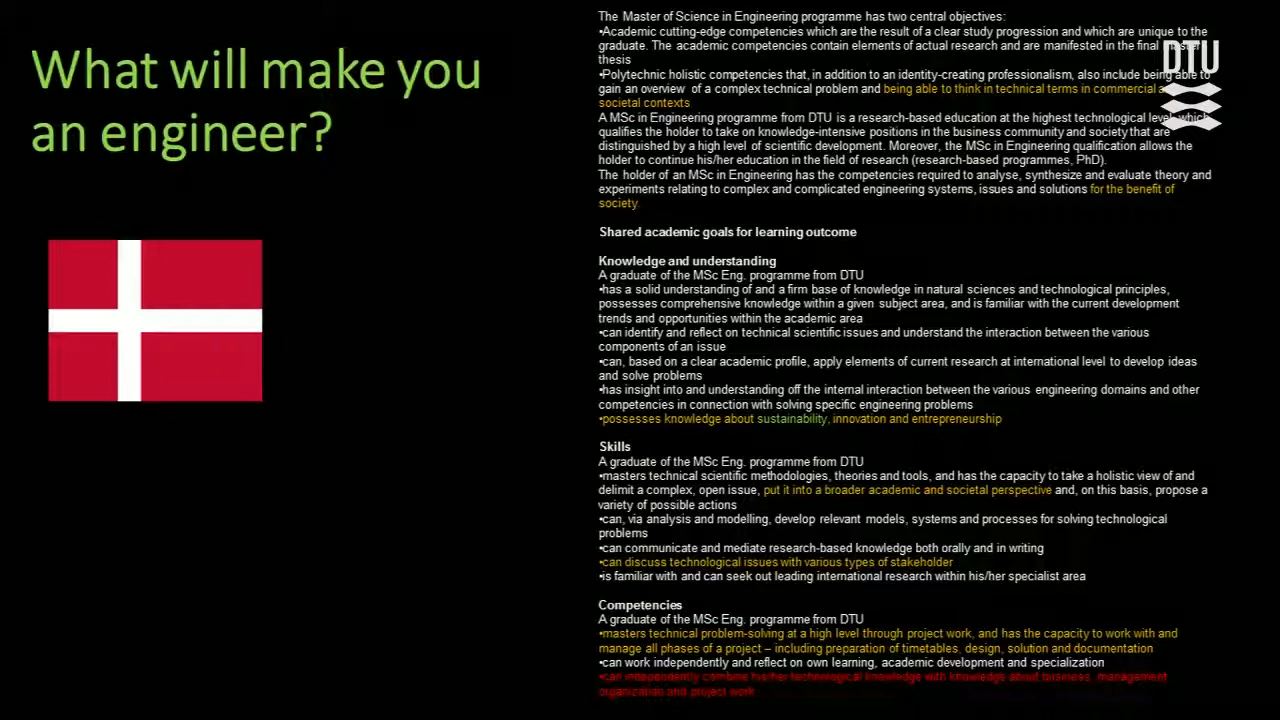 What will make you
an engineer?
The Master of Science in Engineering programme has two central objectives:
•Academic cutting-edge competencies which are the result of a clear study progression and which are unique to the
graduate. The academic competencies contain elements of actual research and are manifested in the final master
thesis
DTU
•Polytechnic holistic competencies that, in addition to an identity-creating professionalism, also include being able to
gain an overview of a complex technical problem and being able to think in technical terms in commercial
societal contexts
A MSc in Engineering programme from DTU is a research-based education at the highest technological level, which
qualifies the holder to take on knowledge-intensive positions in the business community and society that are
distinguished by a high level of scientific development. Moreover, the MSc in Engineering qualification allows the
holder to continue his/her education in the field of research (research-based programmes, PhD).
The holder of an MSc in Engineering has the competencies required to analyse, synthesize and evaluate theory and
experiments relating to complex and complicated engineering systems, issues and solutions for the benefit of
society.
Shared academic goals for learning outcome
Knowledge and understanding
A graduate of the MSc Eng. programme from DTU
•has a solid understanding of and a firm base of knowledge in natural sciences and technological principles,
possesses comprehensive knowledge within a given subject area, and is familiar with the current development
trends and opportunities within the academic area
•can identify and reflect on technical scientific issues and understand the interaction between the various
components of an issue
•can, based on a clear academic profile, apply elements of current research at international level to develop ideas
and solve problems
•has insight into and understanding off the internal interaction between the various engineering domains and other
competencies in connection with solving specific engineering problems
•possesses knowledge about sustainability, innovation and entrepreneurship
Skills
A graduate of the MSc Eng. programme from DTU
•masters technical scientific methodologies, theories and tools, and has the capacity to take a holistic view of and
delimit a complex, open issue, put it into a broader academic and societal perspective and, on this basis, propose a
variety of possible actions
•can, via analysis and modelling, develop relevant models, systems and processes for solving technological
problems
•can communicate and mediate research-based knowledge both orally and in writing
•can discuss technological issues with various types of stakeholder
•is familiar with and can seek out leading international research within his/her specialist area
Competencies
A graduate of the MSc Eng. programme from DTU
•masters technical problem-solving at a high level through project work, and has the capacity to work with and
manage all phases of a project – including preparation of timetables, design, solution and documentation
•can work independently and reflect on own learning, academic development and specialization
•can independently combine his/her technological knowledge with knowledge about business, management
organization and project work